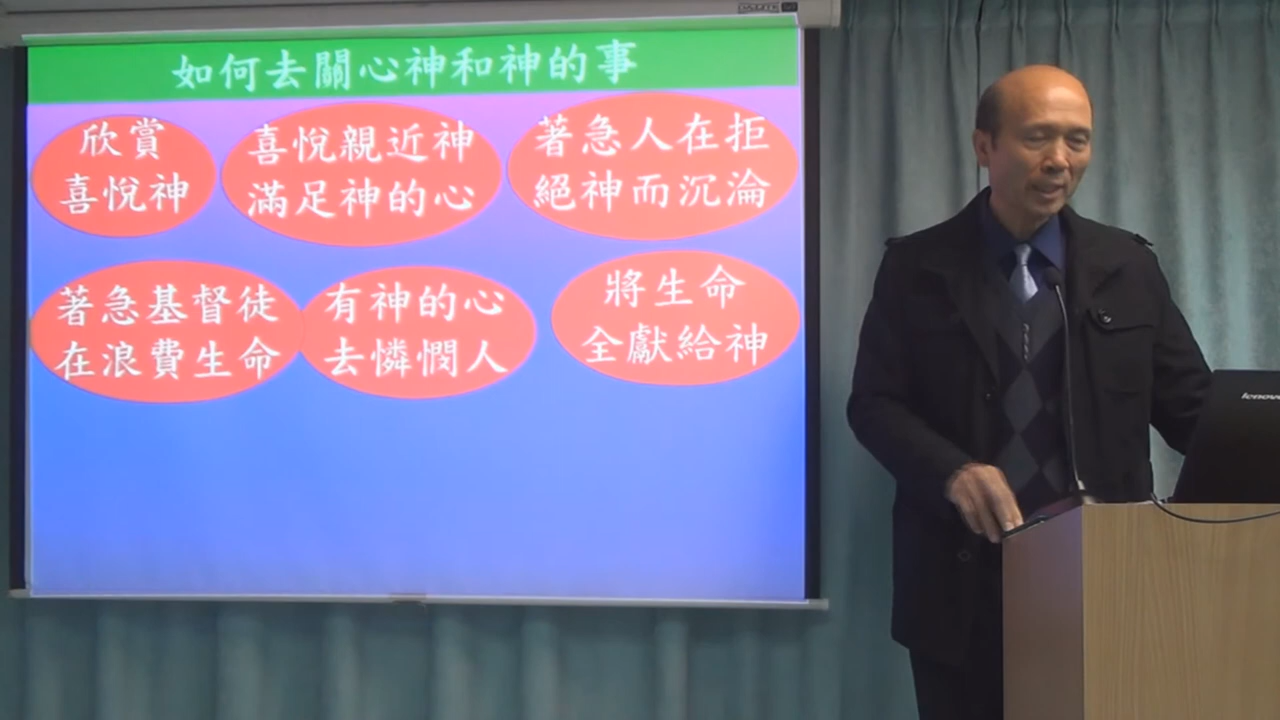 如何去關心神和神的事
欣賞
喜悅神
喜悅親近神
滿足神的心
著急人在拒
絕神而沉淪
著急基督徒
在浪費生命
有神的心
去憐憫人
將生命
全獻給神
lenovo